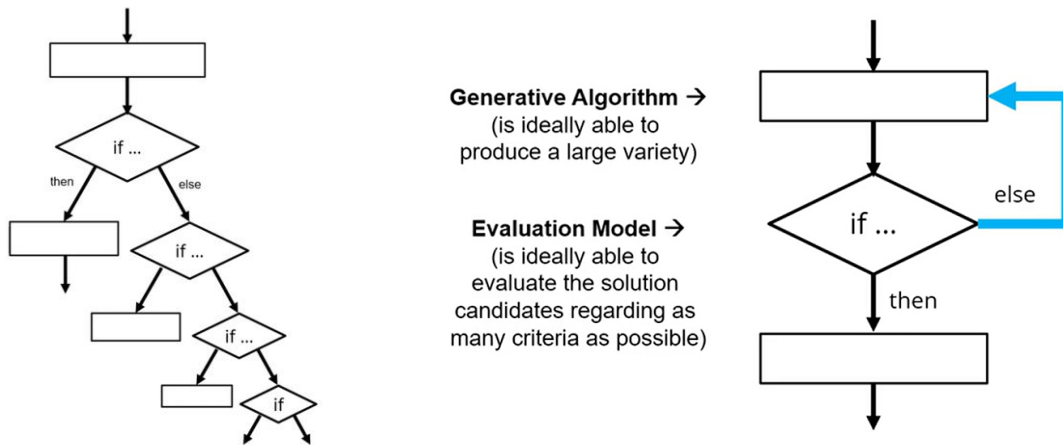 if ...
then
else
if ...
if ...
if
Generative Algorithm →
(is ideally able to
produce a large variety)
Evaluation Model →
(is ideally able to
evaluate the solution
candidates regarding as
many criteria as possible)
else
if ...
then